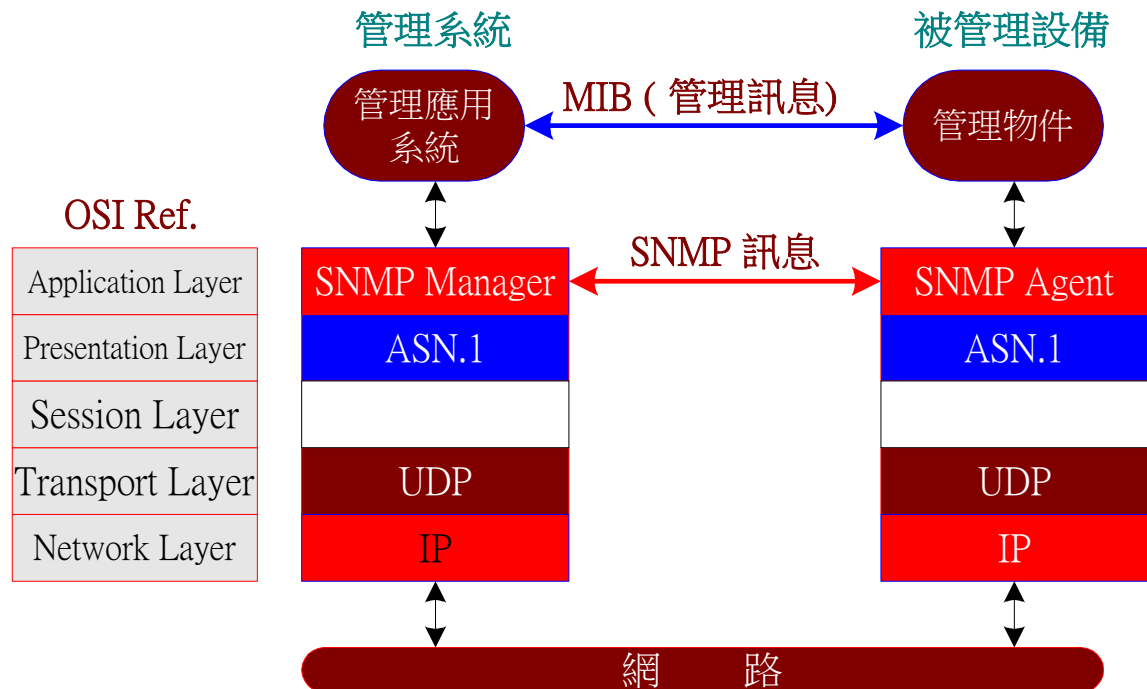 管理系統
被管理設備
管理應用
系統
MIB ( 管理訊息)
管理物件
OSI Ref.
SNMP 訊息
Application Layer
SNMP Manager
SNMP Agent
Presentation Layer
ASN.1
ASN.1
Session Layer
Transport Layer
UDP
UDP
Network Layer
IP
IP
網 路